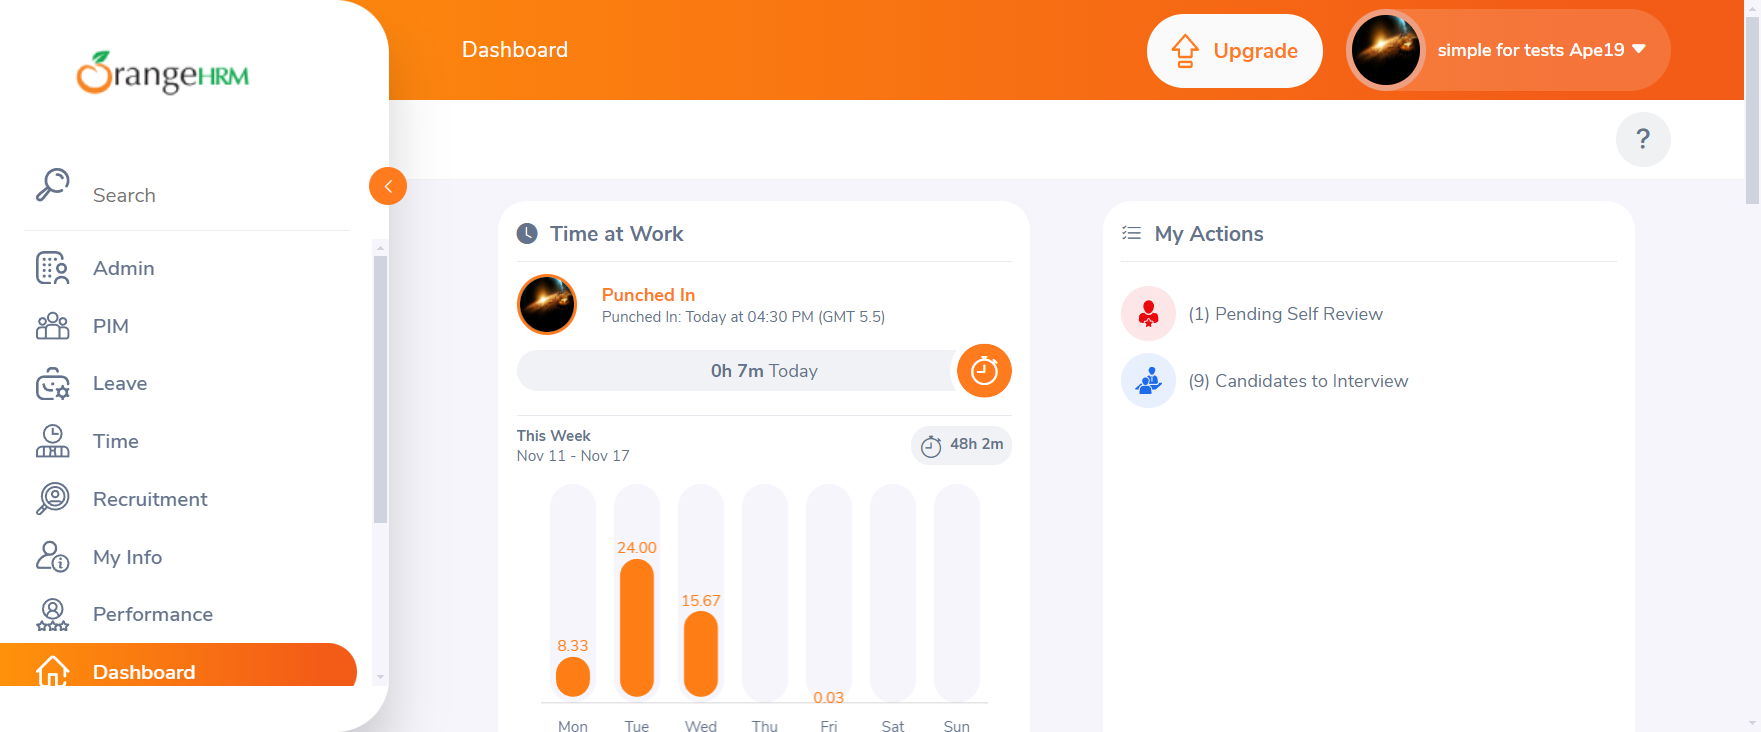 OrangeHRM
Dashboard
Upgrade
simple for tests Ape19
?
Search
Admin
PIM
Leave
Time
Recruitment
My Info
Performance
Dashboard
Time at Work
Punched In
Punched In: Today at 04:30 PM (GMT 5.5)
0h 7m Today
This Week
Nov 11 - Nov 17
48h 2m
24.00
15.67
8.33
0.03
Mon Tue Wed Thu Fri Sat Sun
My Actions
(1) Pending Self Review
(9) Candidates to Interview